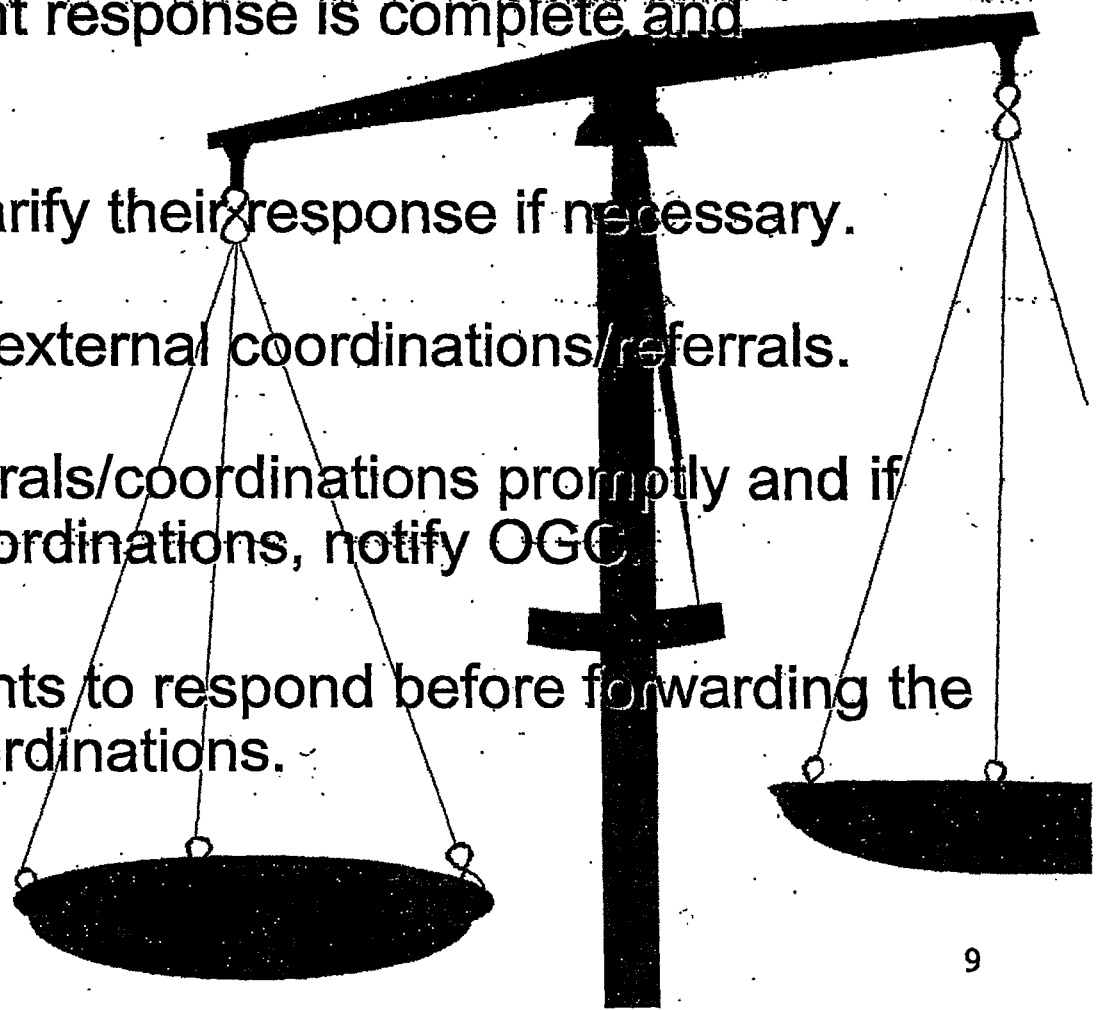 nt response is complete and
arify their response if necessary.
external coordinations/referrals.
rals/coordinations promptly and if
ordinations, notify OGC.
nts to respond before forwarding the
rdinations.
9